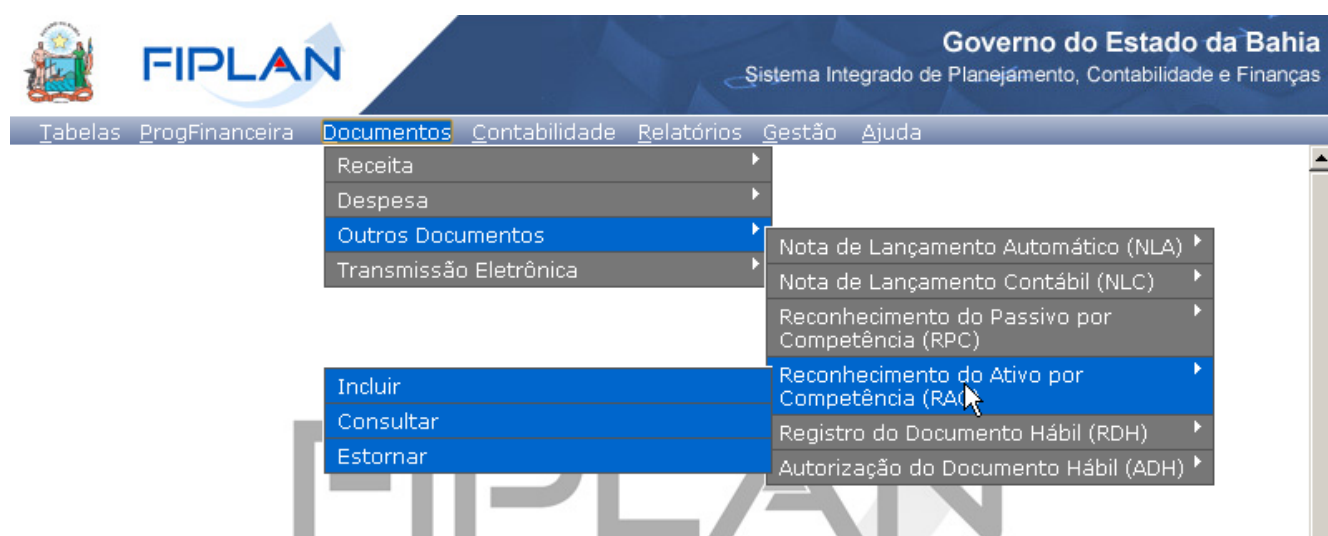 FIPLAN
Governo do Estado da Bahia
Sistema Integrado de Planejamento, Contabilidade e Finanças
Tabelas ProgFinanceira Documentos Contabilidade Relatórios Gestão Ajuda
Receita
Despesa
Outros Documentos
Transmissão Eletrônica
Nota de Lançamento Automático (NLA)
Nota de Lançamento Contábil (NLC)
Reconhecimento do Passivo por
Competência (RPC)
Reconhecimento do Ativo por
Competência (RAC
Registro do Documento Hábil (RDH)
Autorização do Documento Hábil (ADH)
Incluir
Consultar
Estornar
FIPLAN